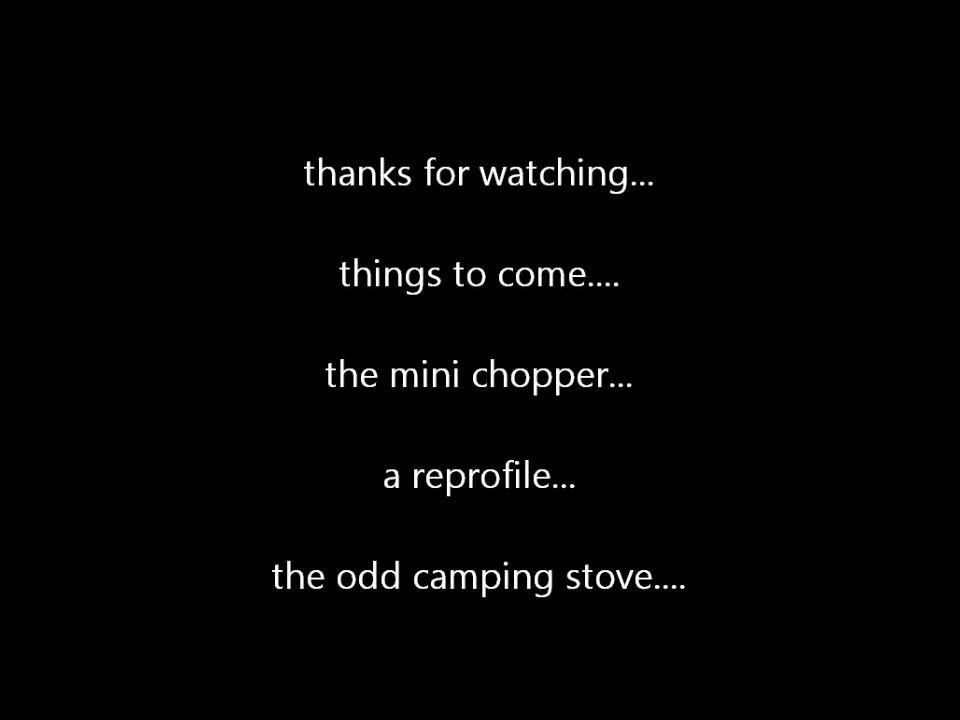 thanks for watching...
things to come....
the mini chopper...
a reprofile...
the odd camping stove....